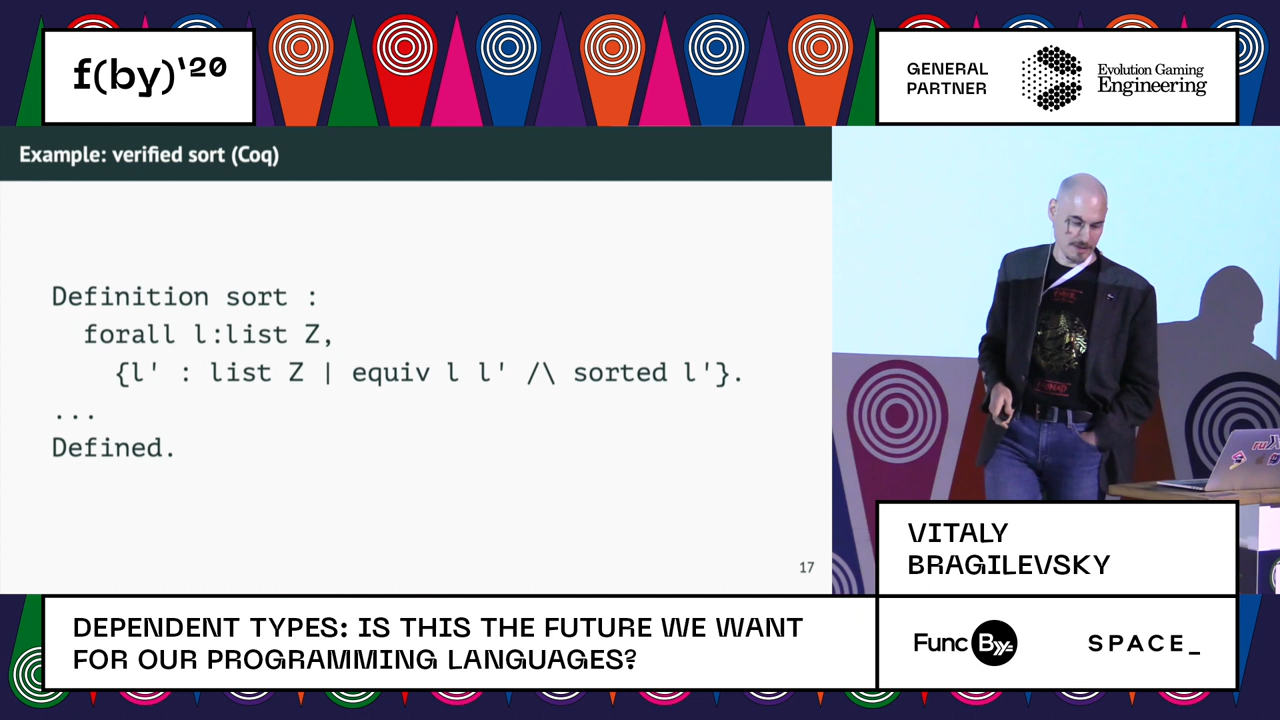 f(by)'20
GENERAL
PARTNER
Evolution Gaming
Engineering
Example: verified sort (Coq)
Definition sort :
forall l:list Z,
{l' : list Z | equiv l l' /\ sorted l'}.
...
Defined.
17
VITALY
BRAGILEVSKY
DEPENDENT TYPES: IS THIS THE FUTURE WE WANT
FOR OUR PROGRAMMING LANGUAGES?
Func By
SPACE_